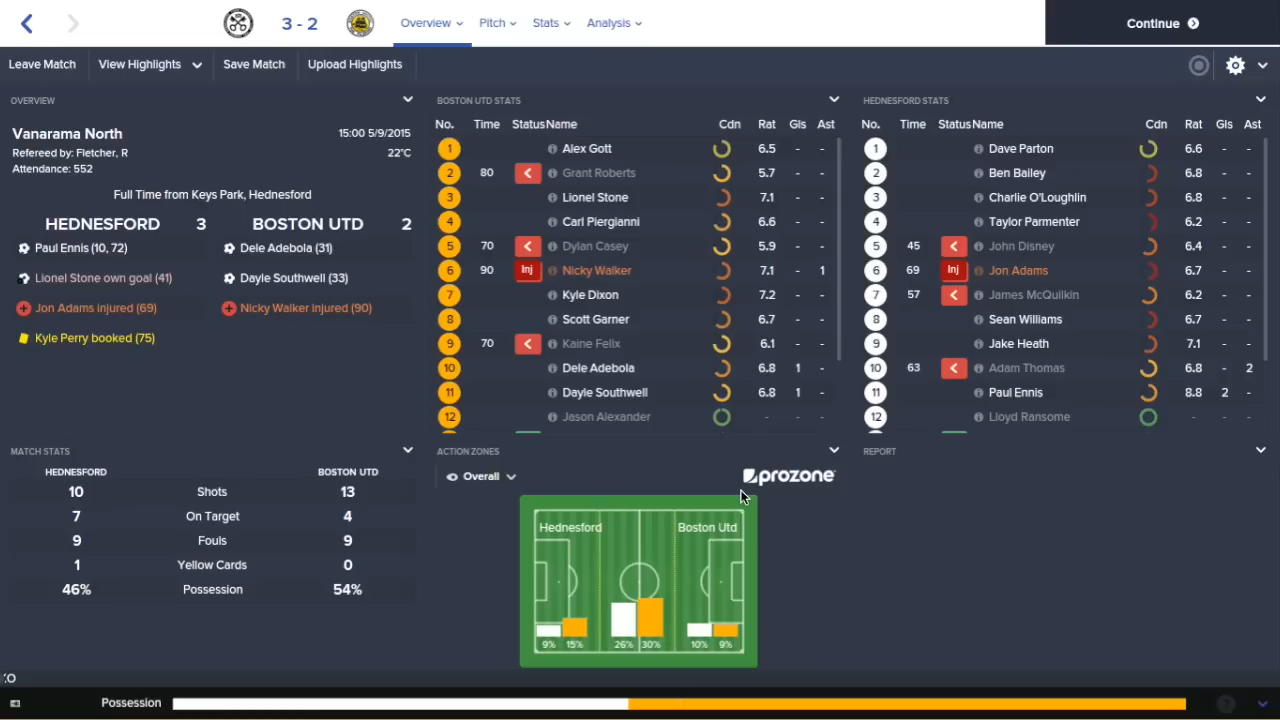 3 - 2 Overview Pitch Stats Analysis Continue
Leave Match View Highlights Save Match Upload Highlights
OVERVIEW
Vanarama North 15:00 5/9/2015
Refereed by: Fletcher, R 22°C
Attendance: 552
Full Time from Keys Park, Hednesford
HEDNESFORD 3 BOSTON UTD 2
Paul Ennis (10, 72) Dele Adebola (31)
Lionel Stone own goal (41) Dayle Southwell (33)
Jon Adams injured (69) Nicky Walker injured (90)
Kyle Perry booked (75)
BOSTON UTD STATS
No. Time Status Name Cdn Rat Gls Ast
1 Alex Gott 6.5 - -
2 80 Grant Roberts 5.7 - -
3 Lionel Stone 7.1 - -
4 Carl Piergianni 6.6 - -
5 70 Dylan Casey 5.9 - -
6 90 Inj Nicky Walker 7.1 - 1
7 Kyle Dixon 7.2 - -
8 Scott Garner 6.7 - -
9 70 Kaine Felix 6.1 - -
10 Dele Adebola 6.8 1 -
11 Dayle Southwell 6.8 1 -
12 Jason Alexander - - -
HEDNESFORD STATS
No. Time Status Name Cdn Rat Gls Ast
1 Dave Parton 6.6 - -
2 Ben Bailey 6.8 - -
3 Charlie O'Loughlin 6.8 - -
4 Taylor Parmenter 6.2 - -
5 45 John Disney 6.4 - -
6 69 Inj Jon Adams 6.7 - -
7 57 James McQuilkin 6.2 - -
8 Sean Williams 6.7 - -
9 Jake Heath 7.1 - -
10 63 Adam Thomas 6.8 - 2
11 Paul Ennis 8.8 2 -
12 Lloyd Ransome - - -
MATCH STATS
HEDNESFORD BOSTON UTD
10 Shots 13
7 On Target 4
9 Fouls 9
1 Yellow Cards 0
46% Possession 54%
ACTION ZONES
Overall prozone
Hednesford Boston Utd
9% 15% 26% 30% 10% 9%
REPORT
Possession